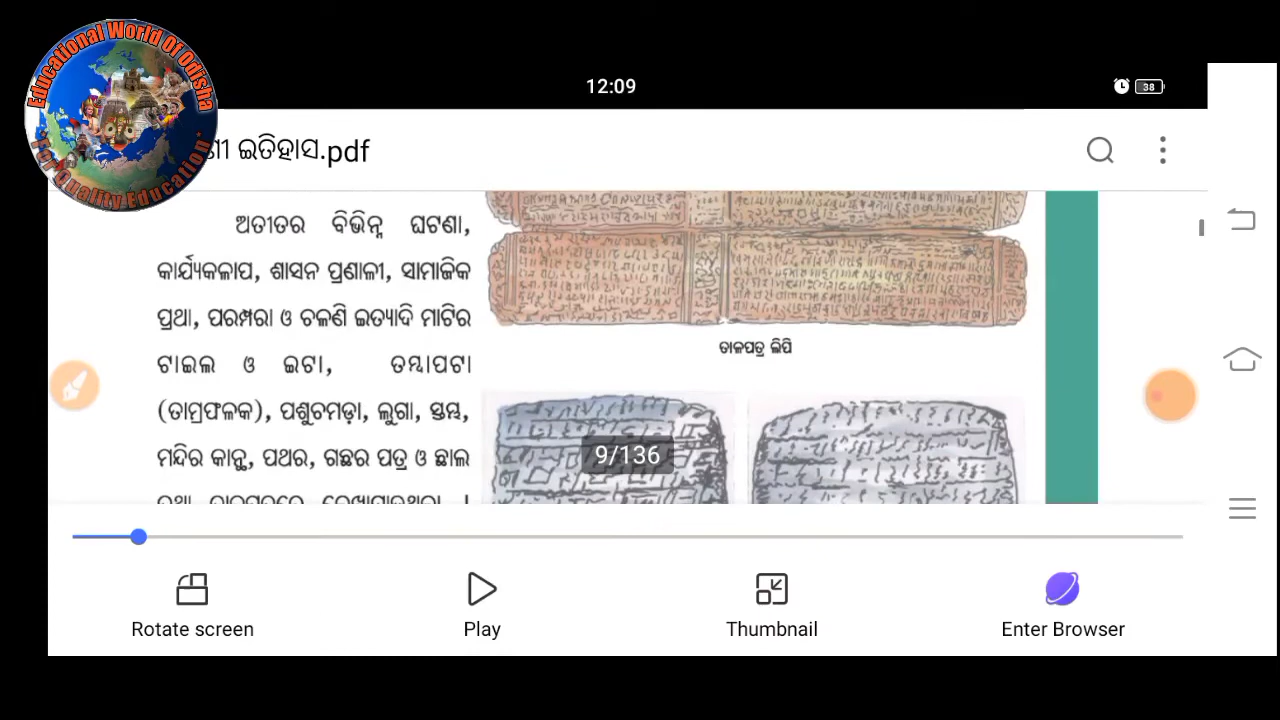 Educational World Of Odisha
For Quality Education
12:09
38
ଇତିହାସ.pdf
ଅତୀତର ବିଭିନ୍ନ ଘଟଣା,
କାର୍ଯ୍ୟକଳାପ, ଶାସନ ପ୍ରଣାଳୀ, ସାମାଜିକ
ପ୍ରଥା, ପରମ୍ପରା ଓ ଚଳଣି ଇତ୍ୟାଦି ମାଟିର
ଟାଇଲ ଓ ଇଟା, ତମ୍ବାପଟା
(ତାମ୍ରଫଳକ), ପଶୁଚମଡ଼ା, ଲୁଗା, ସ୍ତମ୍ଭ,
ମନ୍ଦିର କାନ୍ଥ, ପଥର, ଗଛର ପତ୍ର ଓ ଛାଲ
ତାଳପତ୍ର ଲିପି
9/136
Rotate screen
Play
Thumbnail
Enter Browser